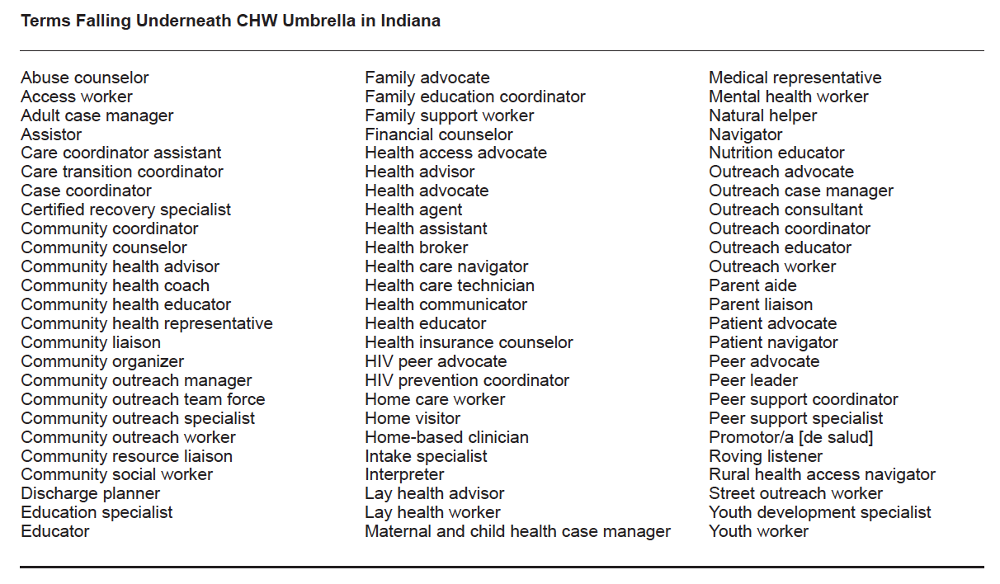 Terms Falling Underneath CHW Umbrella in Indiana
Abuse counselor
Access worker
Adult case manager
Assistor
Care coordinator assistant
Care transition coordinator
Case coordinator
Certified recovery specialist
Community coordinator
Community counselor
Community health advisor
Community health coach
Community health educator
Community health representative
Community liaison
Community organizer
Community outreach manager
Community outreach team force
Community outreach specialist
Community outreach worker
Community resource liaison
Community social worker
Discharge planner
Education specialist
Educator
Family advocate
Family education coordinator
Family support worker
Financial counselor
Health access advocate
Health advisor
Health advocate
Health agent
Health assistant
Health broker
Health care navigator
Health care technician
Health communicator
Health educator
Health insurance counselor
HIV peer advocate
HIV prevention coordinator
Home care worker
Home visitor
Home-based clinician
Intake specialist
Interpreter
Lay health advisor
Lay health worker
Maternal and child health case manager
Medical representative
Mental health worker
Natural helper
Navigator
Nutrition educator
Outreach advocate
Outreach case manager
Outreach consultant
Outreach coordinator
Outreach educator
Outreach worker
Parent aide
Parent liaison
Patient advocate
Patient navigator
Peer advocate
Peer leader
Peer support coordinator
Peer support specialist
Promotor/a [de salud]
Roving listener
Rural health access navigator
Street outreach worker
Youth development specialist
Youth worker